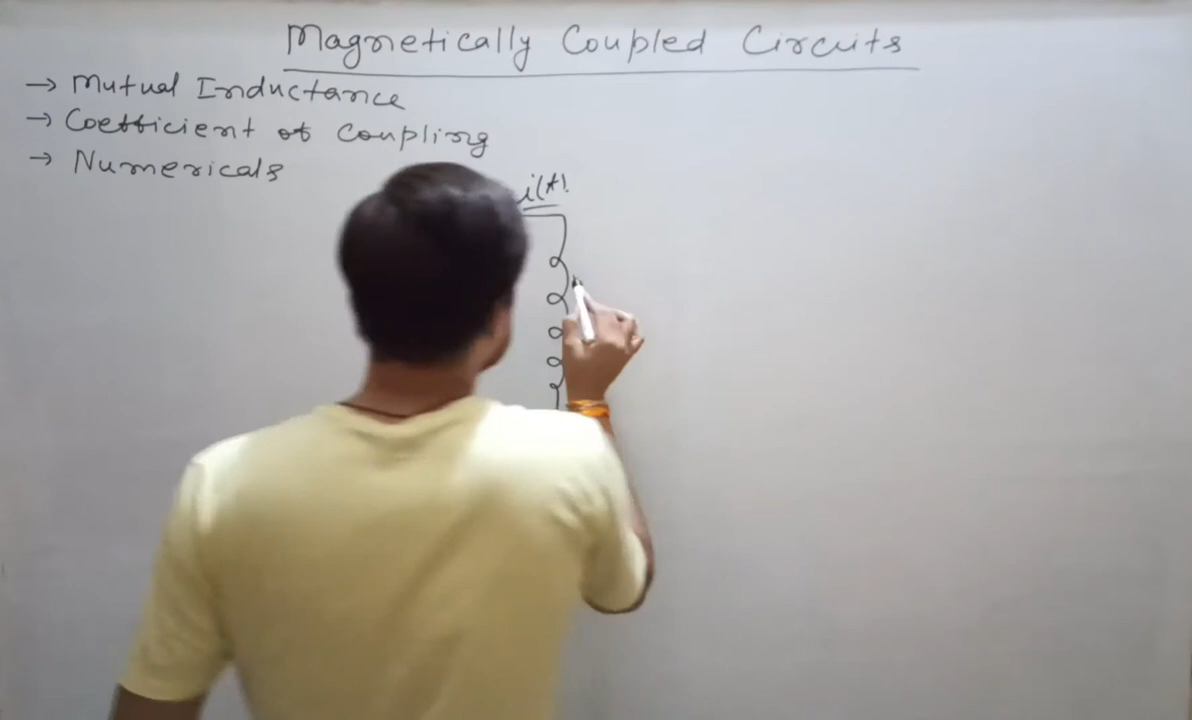 Magnetically Coupled Circuits
→ Mutual Inductance
→ Coefficient of Coupling
→ Numericals
i(t)